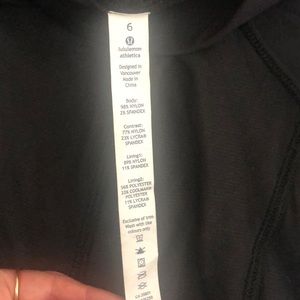 6
lululemon
athletica
Designed in
Vancouver
Made in
China
Body:
98% NYLON
2% SPANDEX
Contrast:
77% NYLON
23% LYCRA®
SPANDEX
Lining1:
89% NYLON
11% SPANDEX
Lining2:
56% POLYESTER
33% COOLMAX®
POLYESTER
11% LYCRA®
SPANDEX
Exclusive of trim
Wash with like
colours only